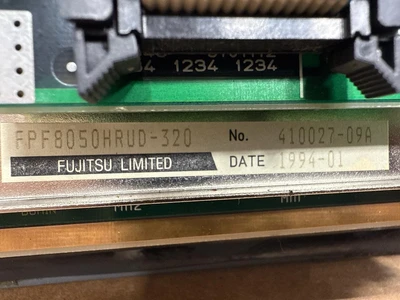 4 1234 1234
FPF8050HRUD-320 No. 410027-09A
FUJITSU LIMITED DATE 1994-01